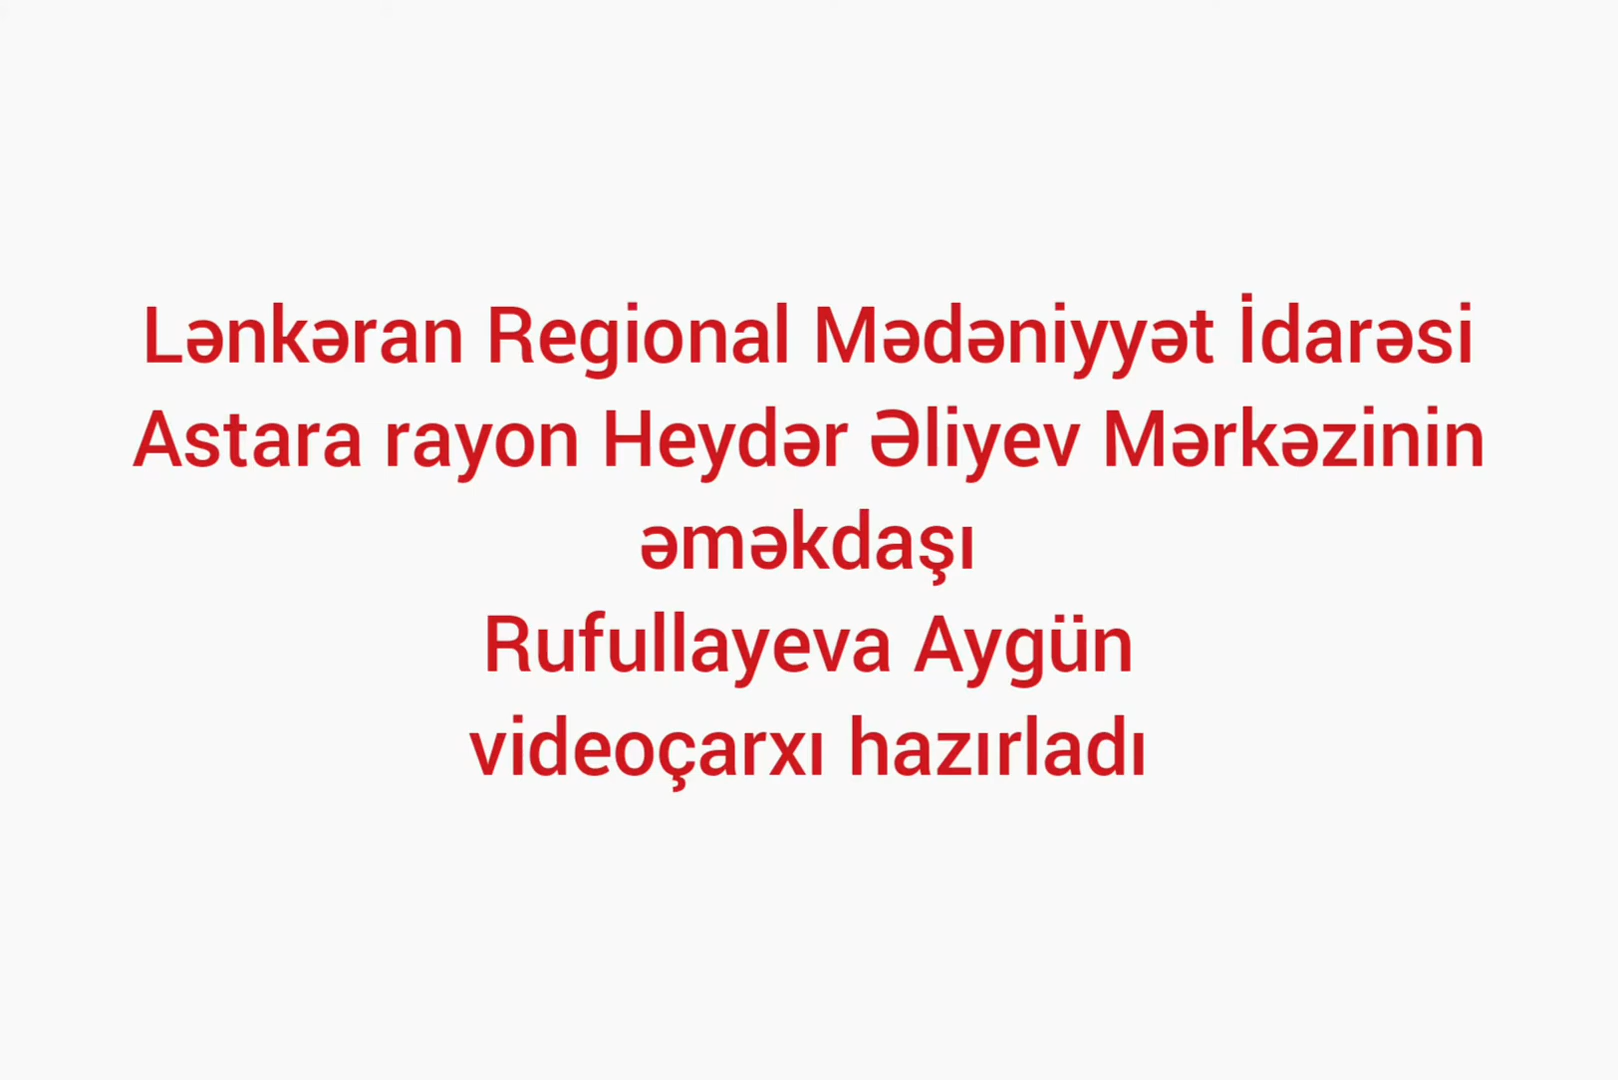 Lənkəran Regional Mədəniyyət İdarəsi
Astara rayon Heydər Əliyev Mərkəzinin
əməkdaşı
Rufullayeva Aygün
videoçarxı hazırladı